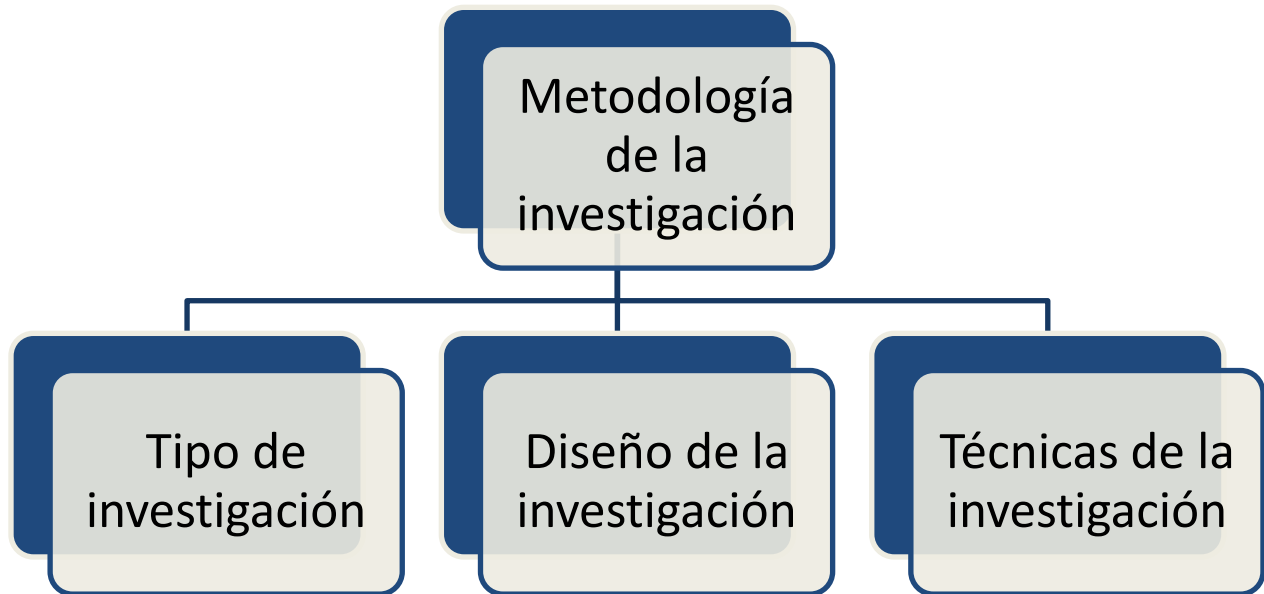 Metodología
de la
investigación
Tipo de
investigación
Diseño de la
investigación
Técnicas de la
investigación